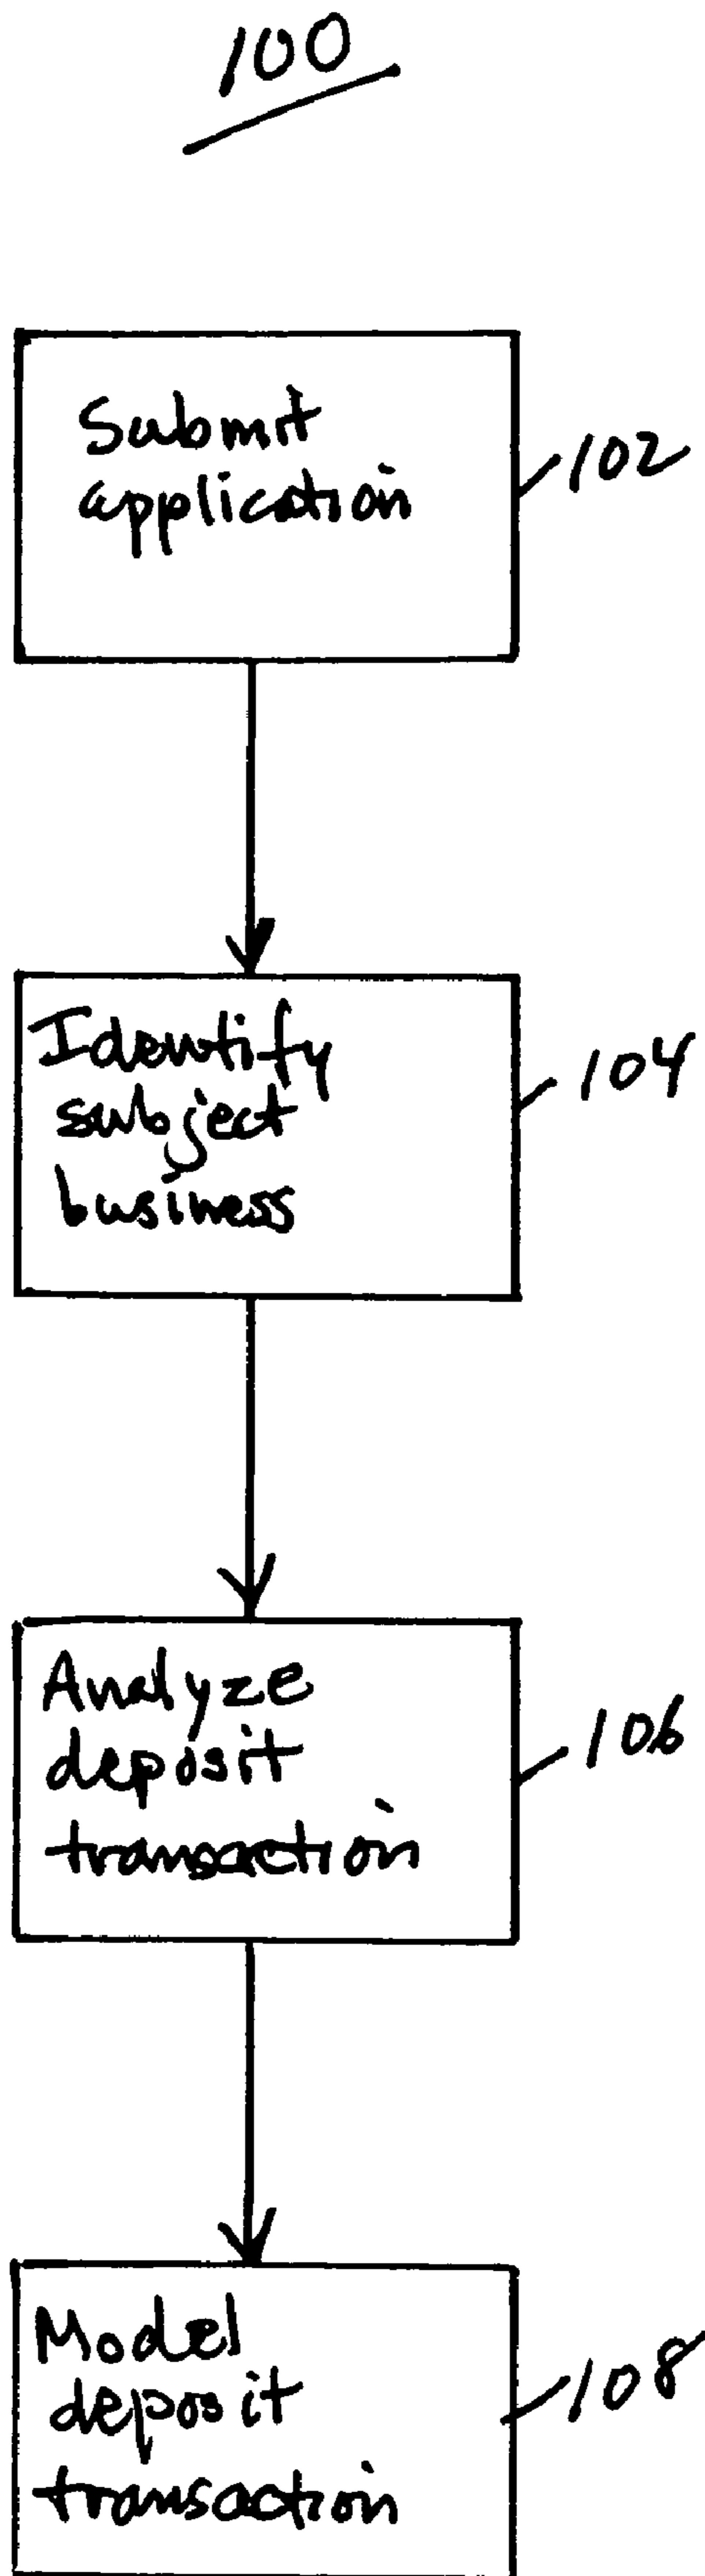 100
Submit
application
102
Identify
subject
business
104
Analyze
deposit
transaction
106
Model
deposit
transaction
108